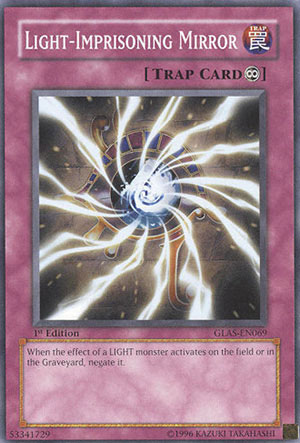 LIGHT-IMPRISONING MIRROR
TRAP
罠
[TRAP CARD∞]
1st Edition
GLAS-EN069
When the effect of a LIGHT monster activates on the field or in
the Graveyard, negate it.
53341729
©1996 KAZUKI TAKAHASHI